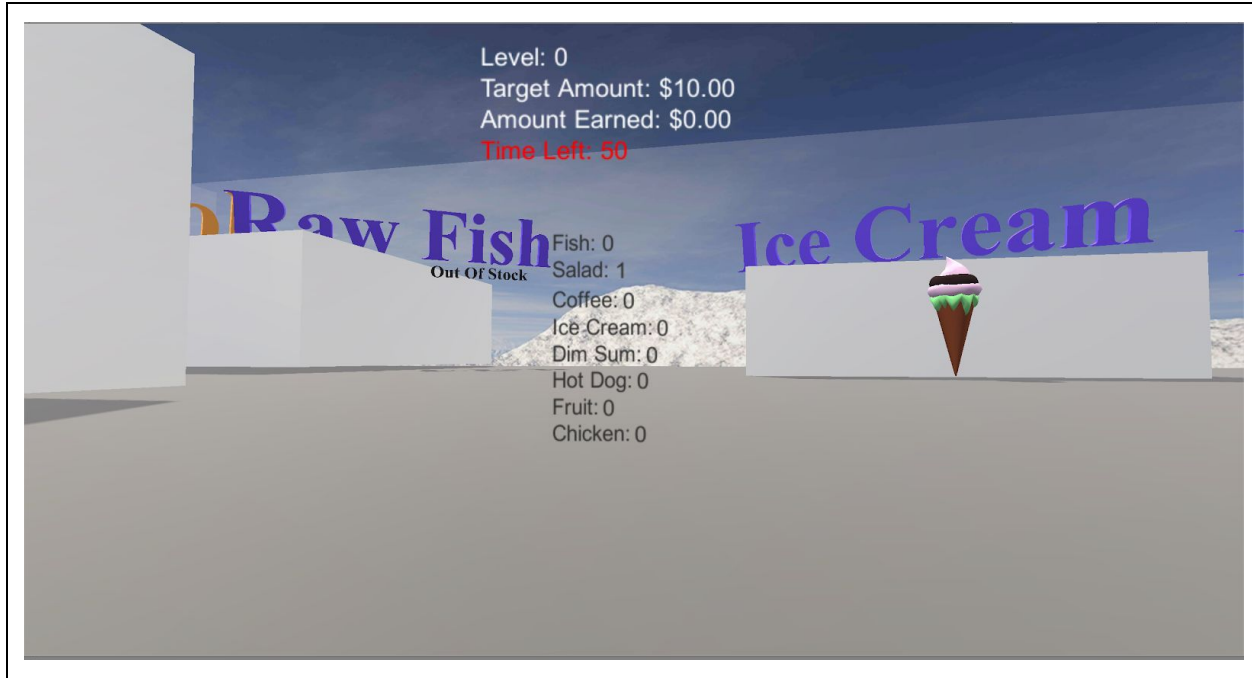 Level: 0
Target Amount: $10.00
Amount Earned: $0.00
Time Left: 50
Raw Fish
Out Of Stock
Ice Cream
Fish: 0
Salad: 1
Coffee: 0
Ice Cream: 0
Dim Sum: 0
Hot Dog: 0
Fruit: 0
Chicken: 0